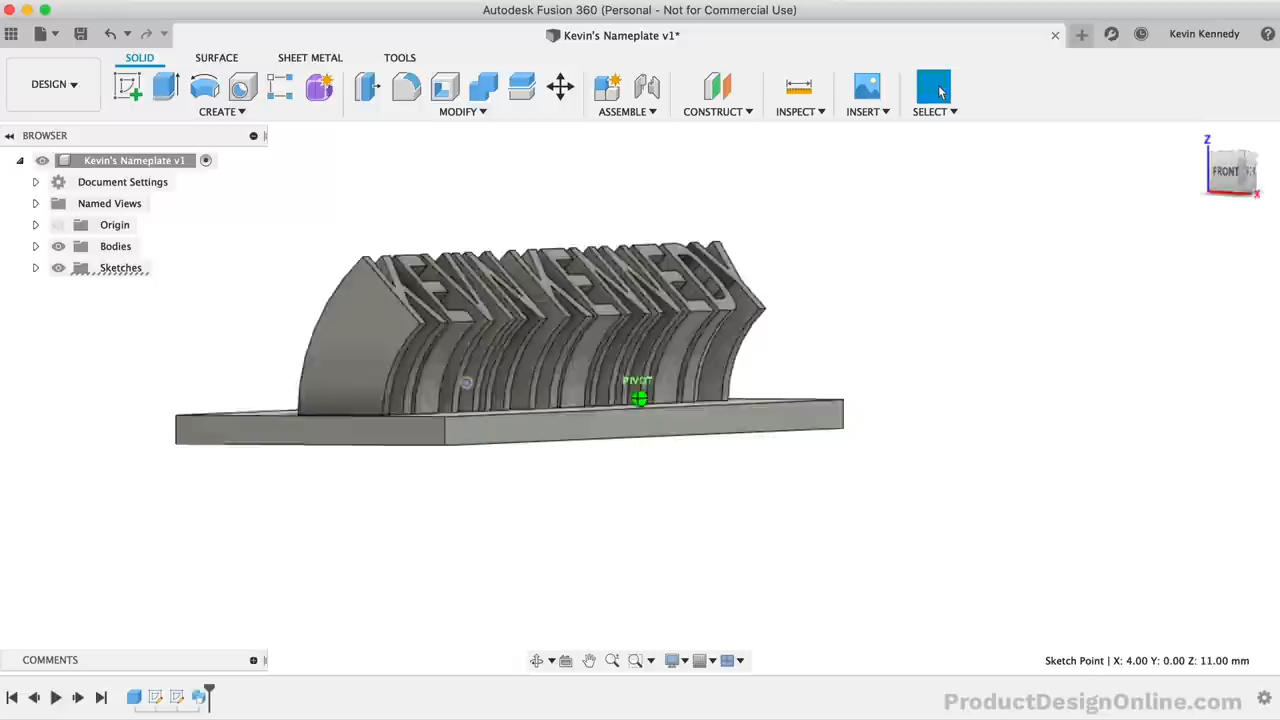 Autodesk Fusion 360 (Personal - Not for Commercial Use)
Kevin's Nameplate v1*
Kevin Kennedy
SOLID SURFACE SHEET METAL TOOLS
DESIGN
CREATE MODIFY ASSEMBLE CONSTRUCT INSPECT INSERT SELECT
BROWSER
Kevin's Nameplate v1
Document Settings
Named Views
Origin
Bodies
Sketches
Z
FRONT
X
KENNEDY
PIVOT
COMMENTS
Sketch Point | X: 4.00 Y: 0.00 Z: 11.00 mm
ProductDesignOnline.com